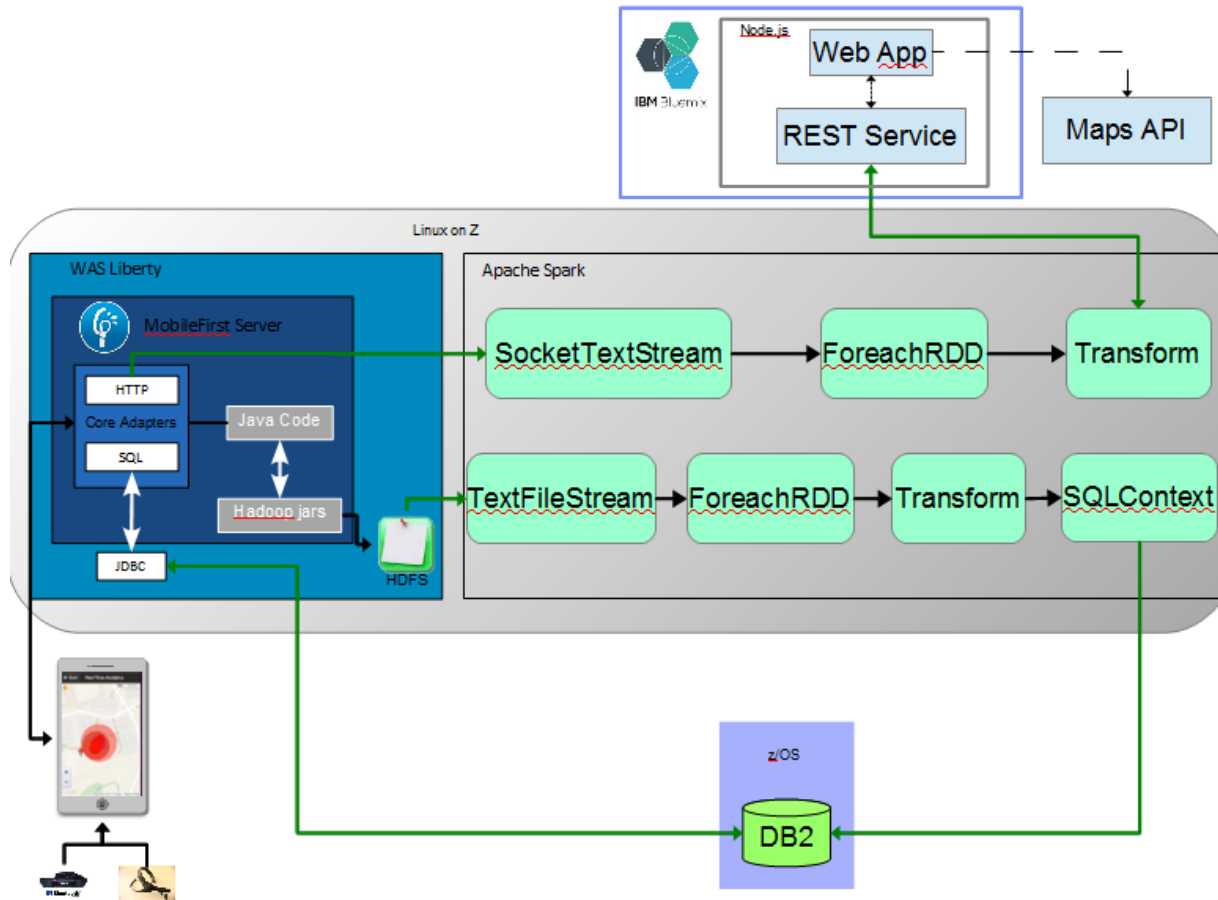 Node.js
Web App
IBM Bluemix
REST Service
Maps API
Linux on Z
WAS Liberty
Apache Spark
MobileFirst Server
SocketTextStream
ForeachRDD
Transform
HTTP
Core Adapters
Java Code
SQL
TextFileStream
ForeachRDD
Transform
SQLContext
Hadoop jars
JDBC
HDFS
z/OS
DB2